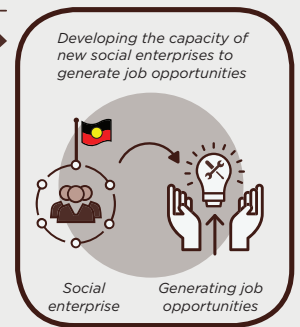 Developing the capacity of
new social enterprises to
generate job opportunities
Social
enterprise
Generating job
opportunities